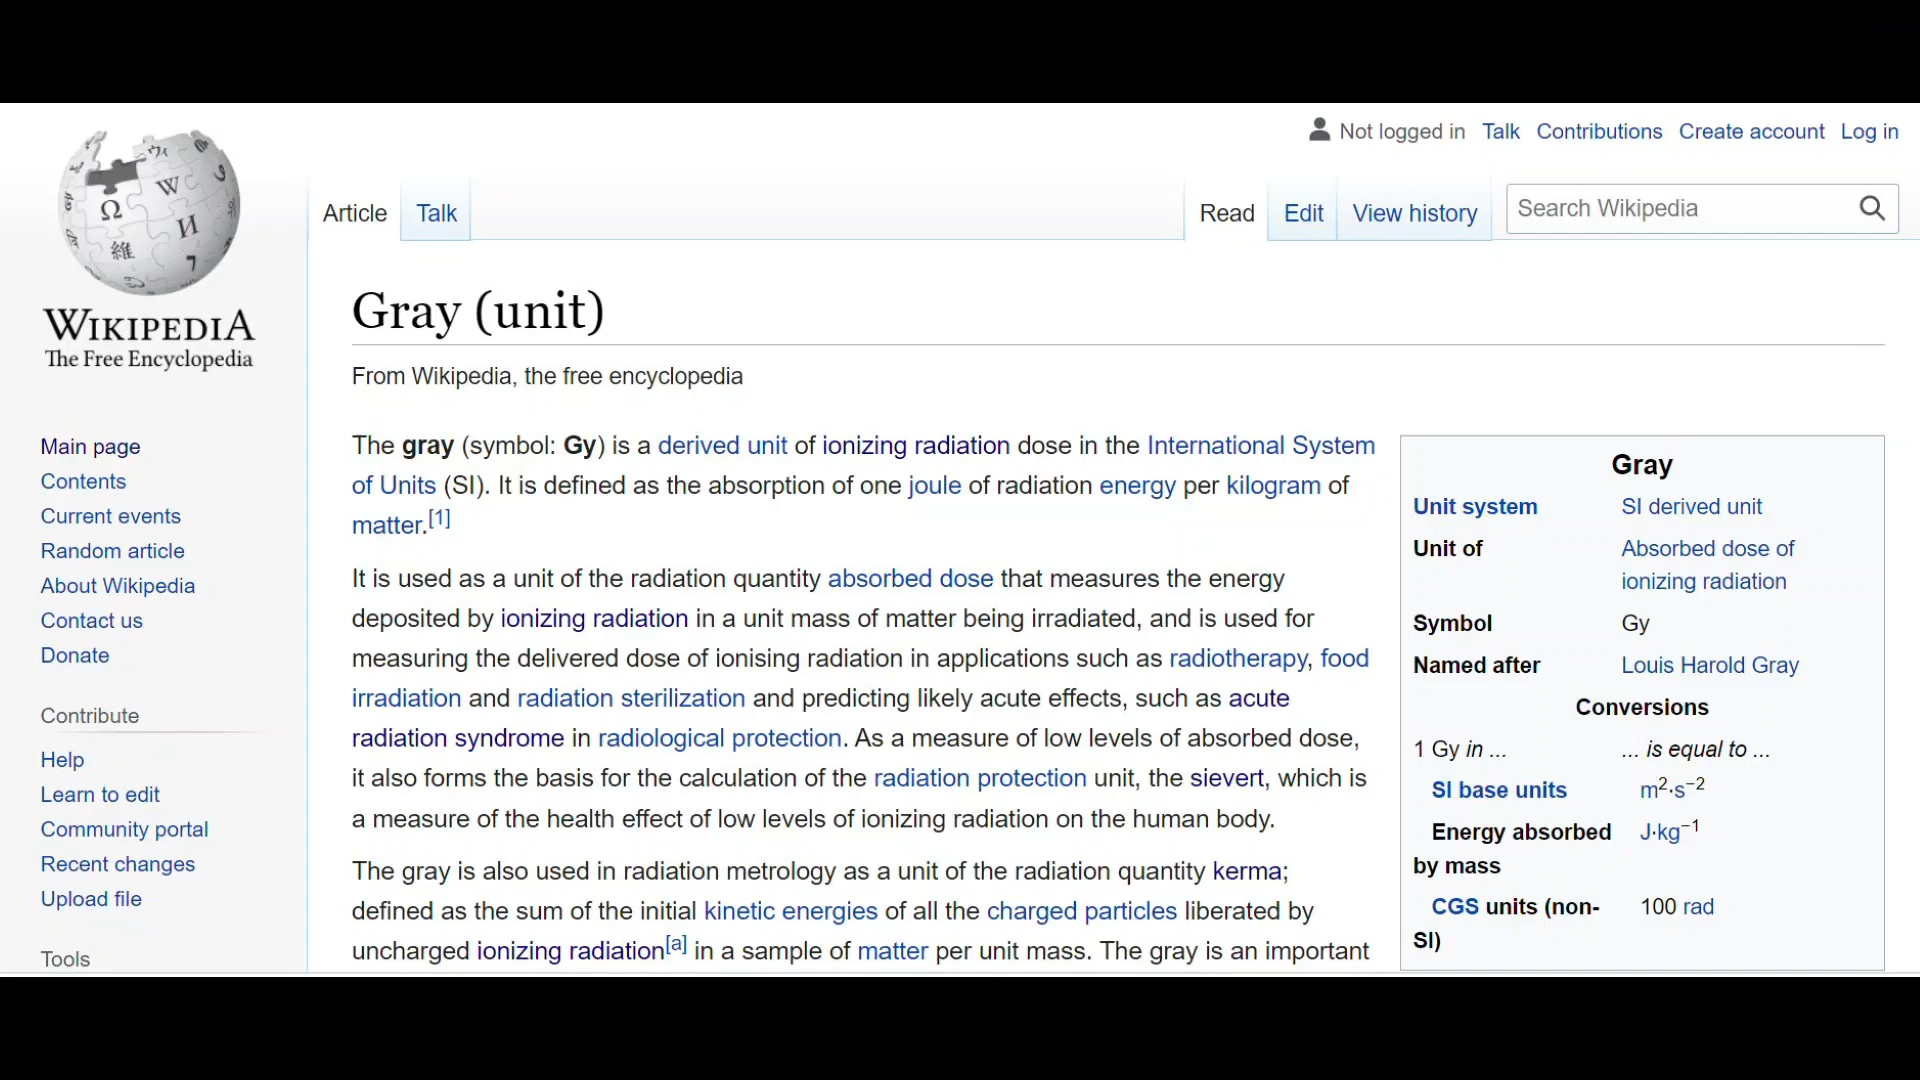 Not logged in Talk Contributions Create account Log in
Article Talk Read Edit View history Search Wikipedia
WIKIPEDIA
The Free Encyclopedia
Main page
Contents
Current events
Random article
About Wikipedia
Contact us
Donate
Contribute
Help
Learn to edit
Community portal
Recent changes
Upload file
Tools
Gray (unit)
From Wikipedia, the free encyclopedia
The gray (symbol: Gy) is a derived unit of ionizing radiation dose in the International System
of Units (SI). It is defined as the absorption of one joule of radiation energy per kilogram of
matter.[1]
It is used as a unit of the radiation quantity absorbed dose that measures the energy
deposited by ionizing radiation in a unit mass of matter being irradiated, and is used for
measuring the delivered dose of ionising radiation in applications such as radiotherapy, food
irradiation and radiation sterilization and predicting likely acute effects, such as acute
radiation syndrome in radiological protection. As a measure of low levels of absorbed dose,
it also forms the basis for the calculation of the radiation protection unit, the sievert, which is
a measure of the health effect of low levels of ionizing radiation on the human body.
The gray is also used in radiation metrology as a unit of the radiation quantity kerma;
defined as the sum of the initial kinetic energies of all the charged particles liberated by
uncharged ionizing radiation[a] in a sample of matter per unit mass. The gray is an important
Gray
Unit system SI derived unit
Unit of Absorbed dose of
ionizing radiation
Symbol Gy
Named after Louis Harold Gray
Conversions
1 Gy in ... ... is equal to ...
SI base units m²⋅s⁻²
Energy absorbed J⋅kg⁻¹
by mass
CGS units (non- 100 rad
SI)